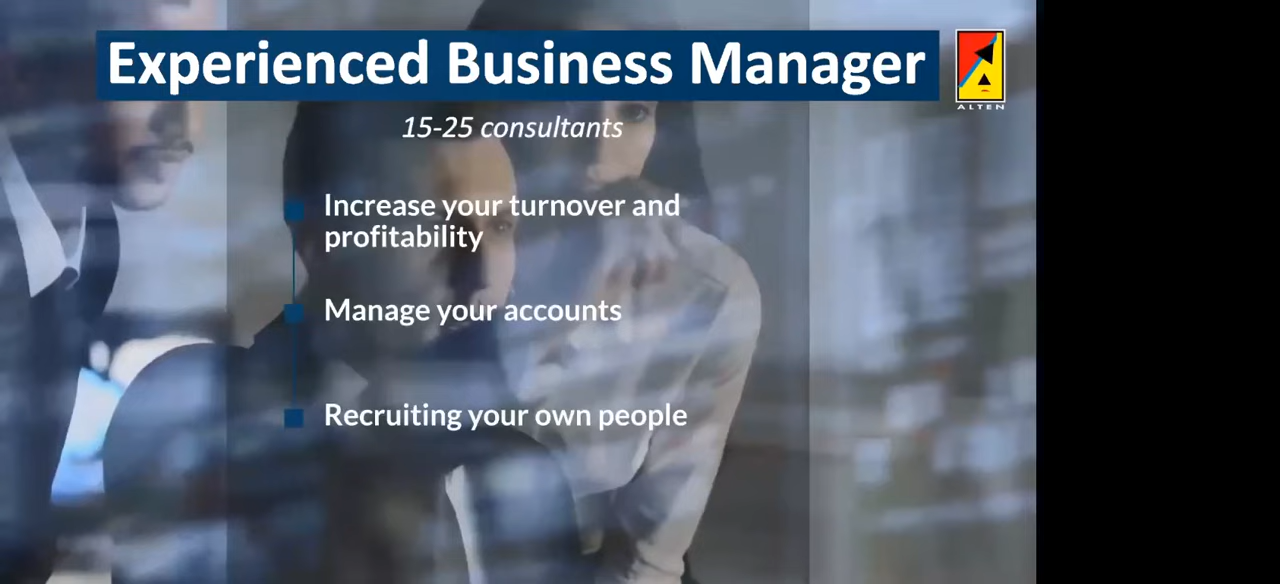 Experienced Business Manager
ALTEN
15-25 consultants
Increase your turnover and
profitability
Manage your accounts
Recruiting your own people